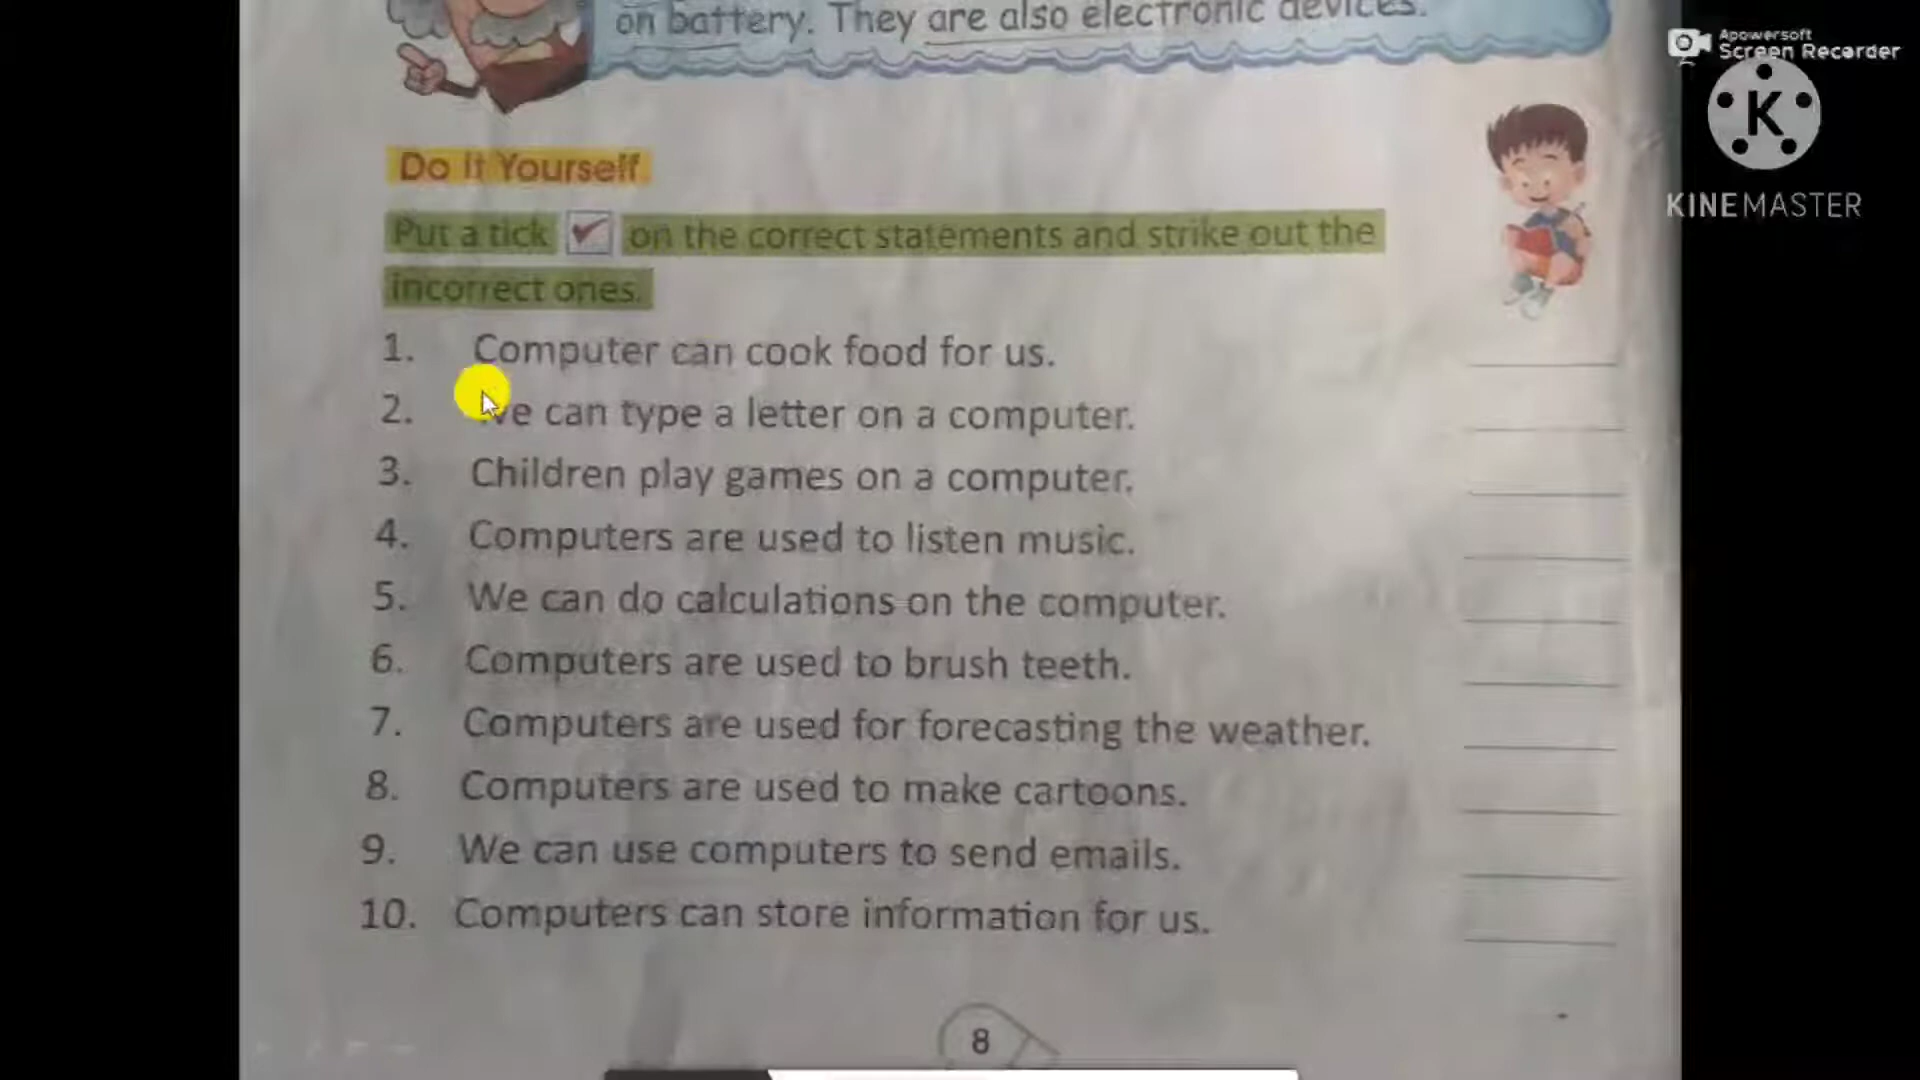 on battery. They are also electronic devices.
Apowersoft
Screen Recorder
K
KINEMASTER
Do It Yourself
Put a tick ✓ on the correct statements and strike out the
incorrect ones.
1. Computer can cook food for us.
2. We can type a letter on a computer.
3. Children play games on a computer.
4. Computers are used to listen music.
5. We can do calculations on the computer.
6. Computers are used to brush teeth.
7. Computers are used for forecasting the weather.
8. Computers are used to make cartoons.
9. We can use computers to send emails.
10. Computers can store information for us.
8